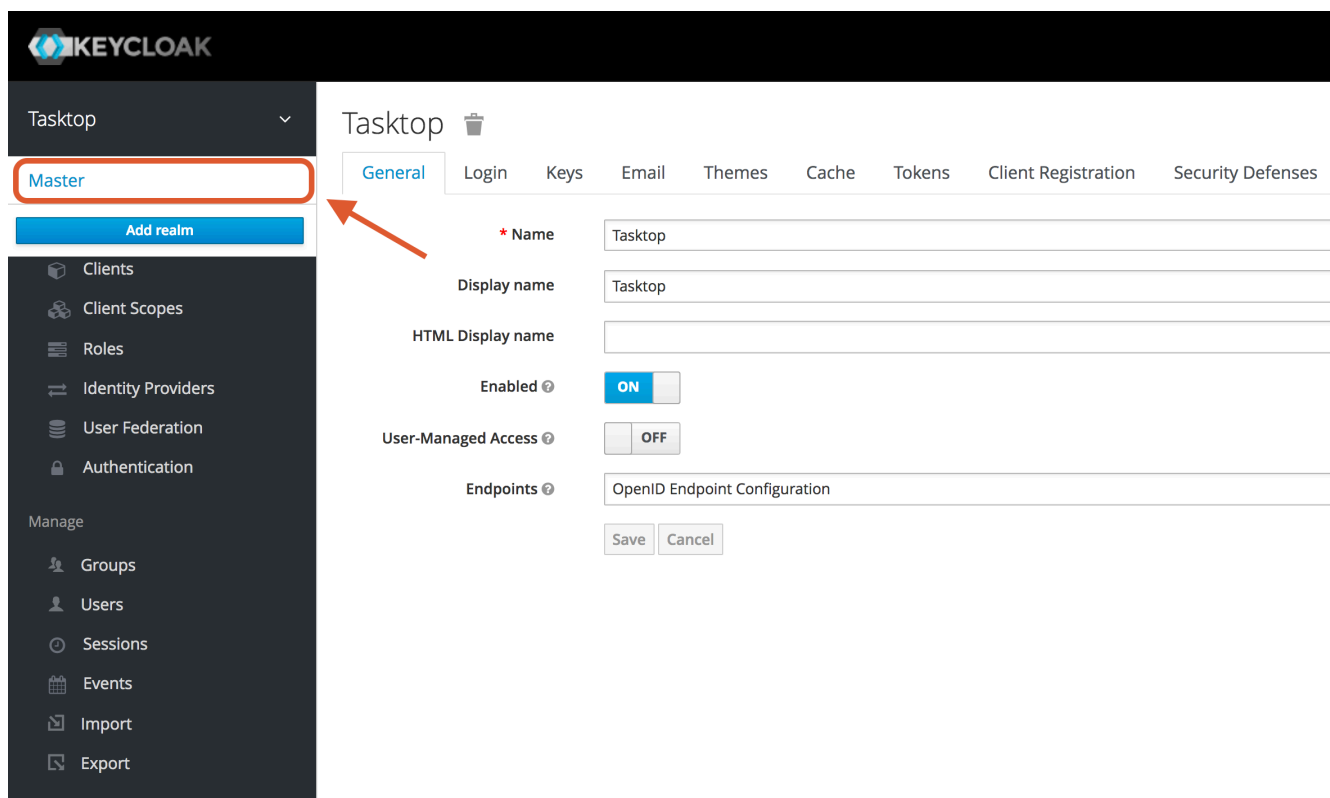 KEYCLOAK
Tasktop
Master
Add realm
Clients
Client Scopes
Roles
Identity Providers
User Federation
Authentication
Manage
Groups
Users
Sessions
Events
Import
Export
Tasktop
General Login Keys Email Themes Cache Tokens Client Registration Security Defenses
* Name Tasktop
Display name Tasktop
HTML Display name
Enabled ON
User-Managed Access OFF
Endpoints OpenID Endpoint Configuration
Save Cancel